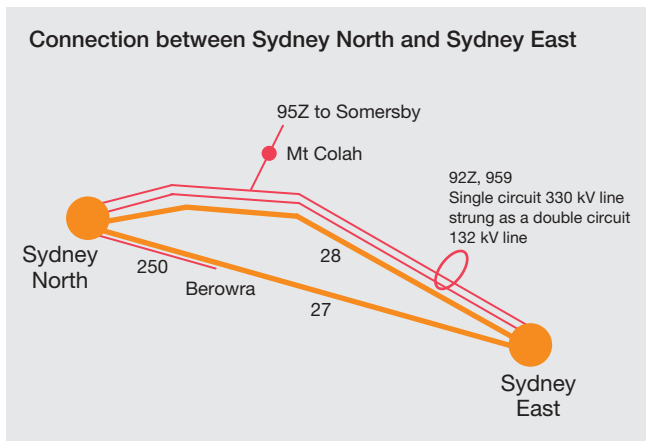 Connection between Sydney North and Sydney East
95Z to Somersby
Mt Colah
92Z, 959
Single circuit 330 kV line
strung as a double circuit
132 kV line
Sydney
North
250
Berowra
28
27
Sydney
East